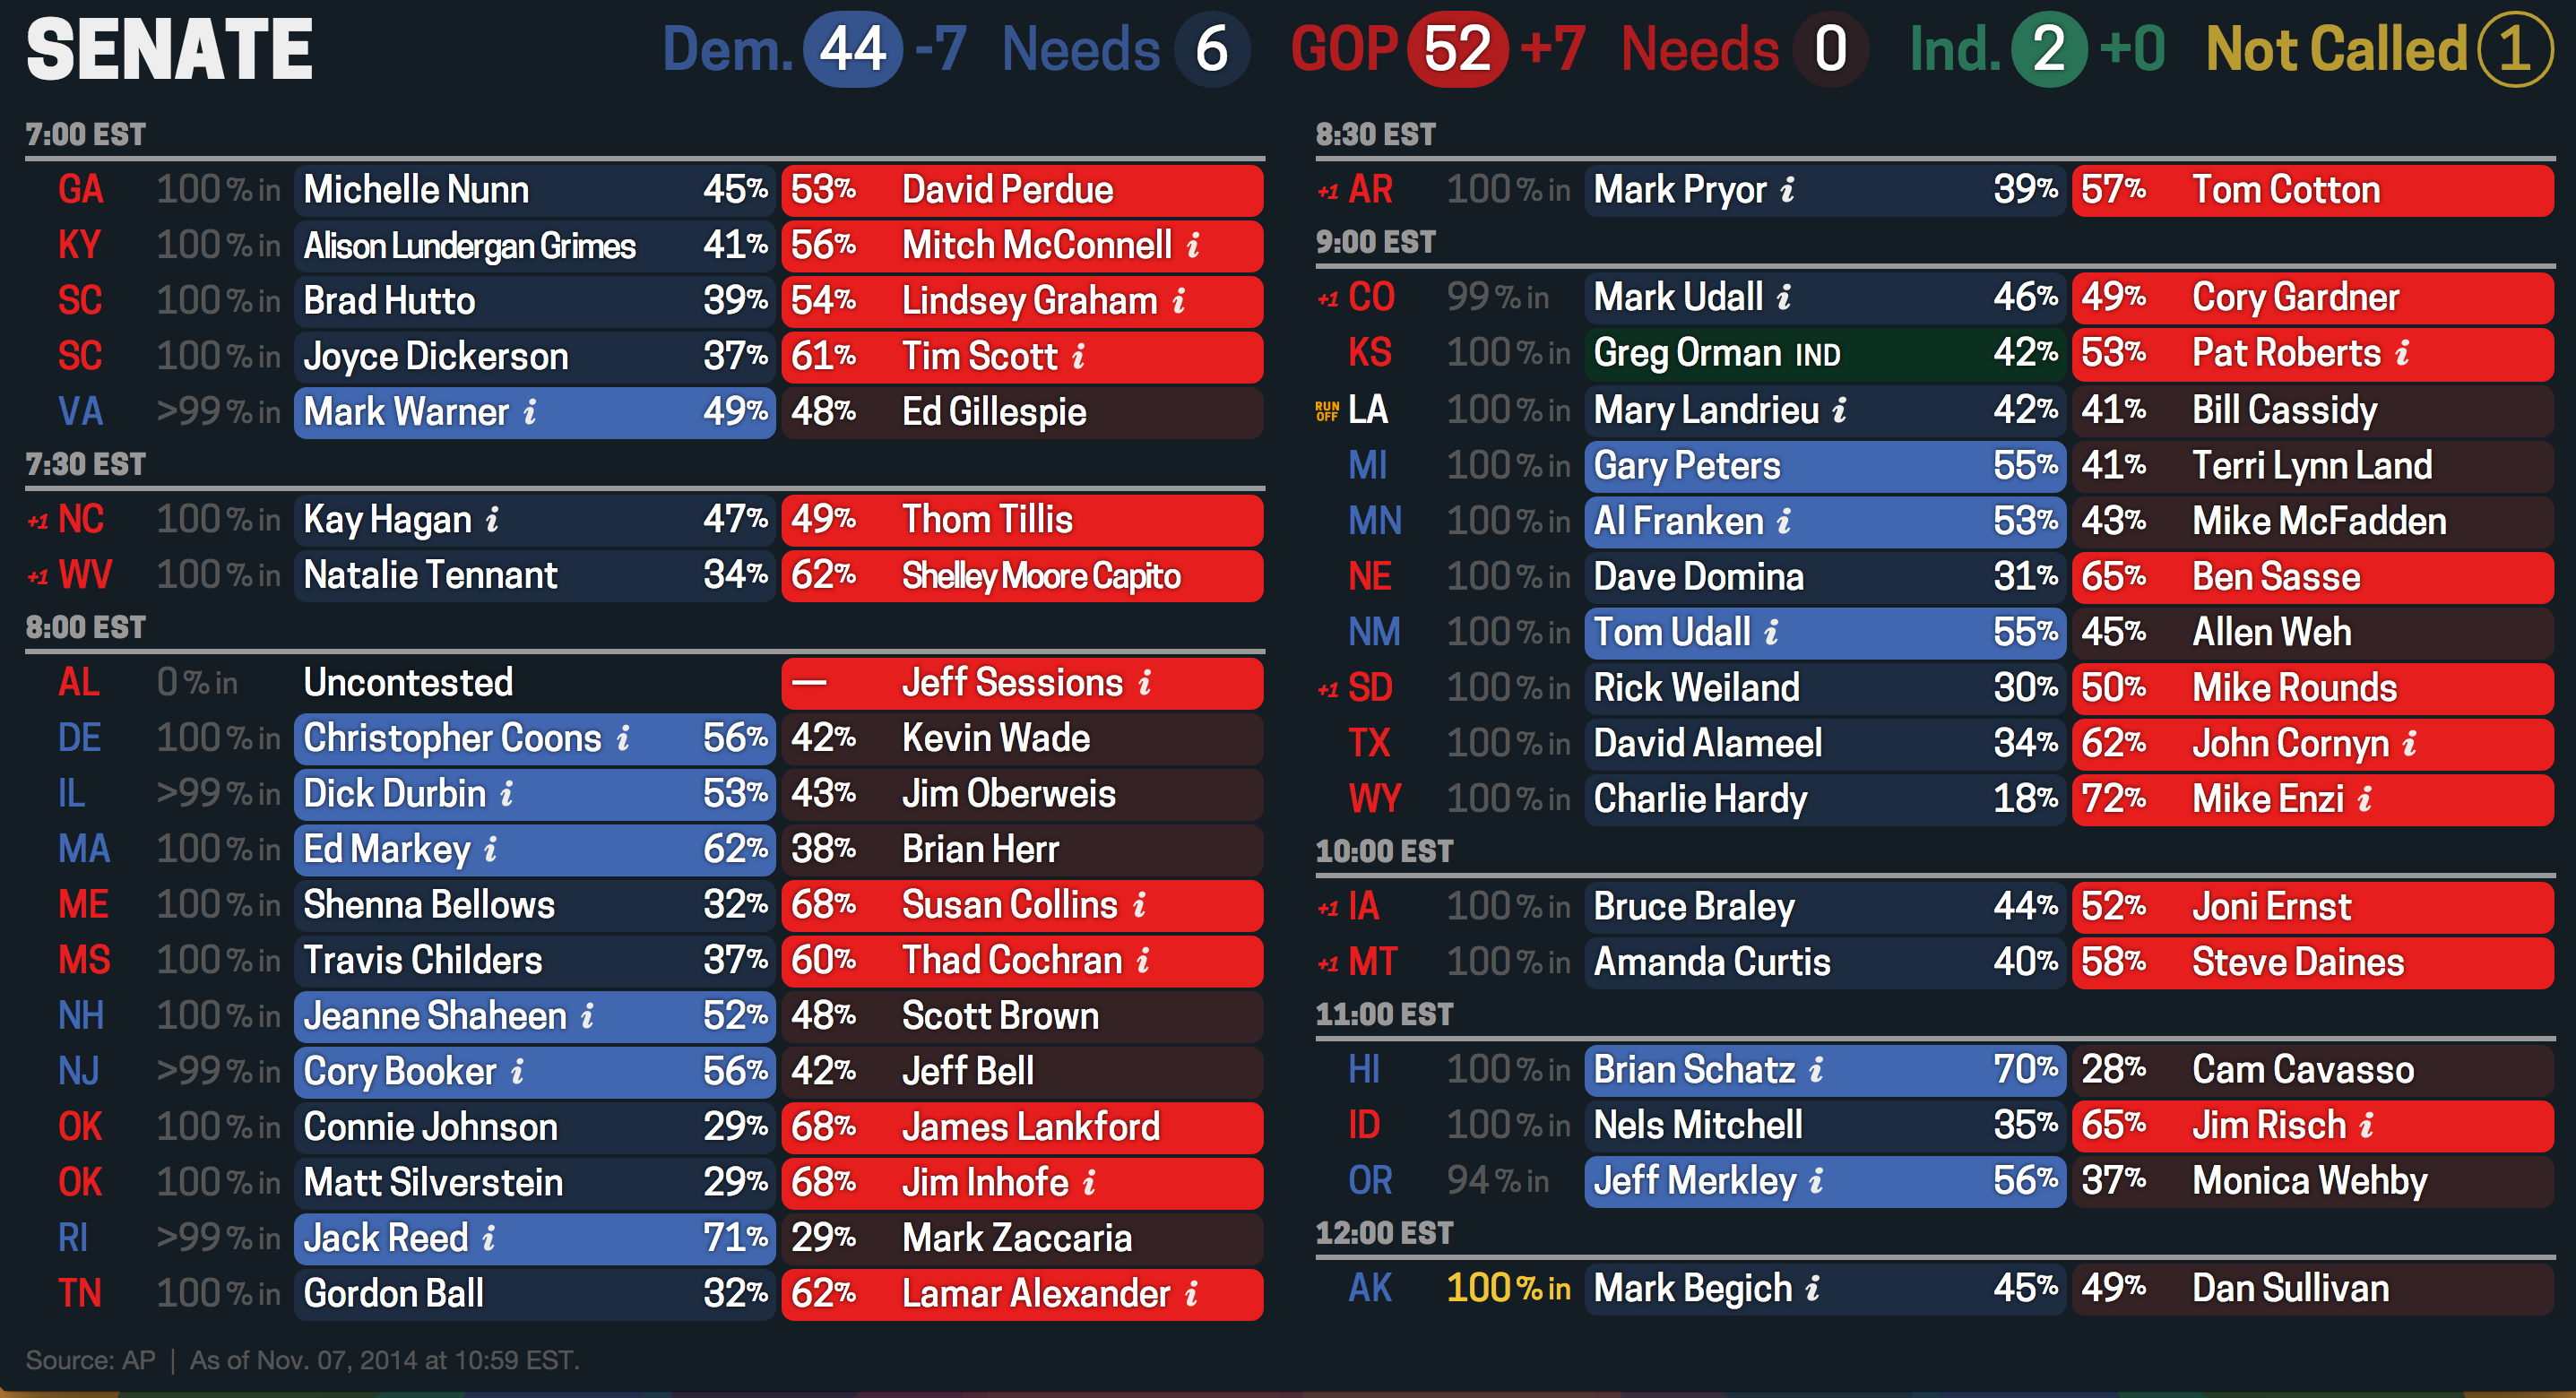 SENATE Dem. 44 -7 Needs 6 GOP 52 +7 Needs 0 Ind. 2 +0 Not Called 1
7:00 EST
GA 100% in Michelle Nunn 45% 53% David Perdue
KY 100% in Alison Lundergan Grimes 41% 56% Mitch McConnell i
SC 100% in Brad Hutto 39% 54% Lindsey Graham i
SC 100% in Joyce Dickerson 37% 61% Tim Scott i
VA >99% in Mark Warner i 49% 48% Ed Gillespie
7:30 EST
+1 NC 100% in Kay Hagan i 47% 49% Thom Tillis
+1 WV 100% in Natalie Tennant 34% 62% Shelley Moore Capito
8:00 EST
AL 0% in Uncontested — Jeff Sessions i
DE 100% in Christopher Coons i 56% 42% Kevin Wade
IL >99% in Dick Durbin i 53% 43% Jim Oberweis
MA 100% in Ed Markey i 62% 38% Brian Herr
ME 100% in Shenna Bellows 32% 68% Susan Collins i
MS 100% in Travis Childers 37% 60% Thad Cochran i
NH 100% in Jeanne Shaheen i 52% 48% Scott Brown
NJ >99% in Cory Booker i 56% 42% Jeff Bell
OK 100% in Connie Johnson 29% 68% James Lankford
OK 100% in Matt Silverstein 29% 68% Jim Inhofe i
RI >99% in Jack Reed i 71% 29% Mark Zaccaria
TN 100% in Gordon Ball 32% 62% Lamar Alexander i
8:30 EST
+1 AR 100% in Mark Pryor i 39% 57% Tom Cotton
9:00 EST
+1 CO 99% in Mark Udall i 46% 49% Cory Gardner
KS 100% in Greg Orman IND 42% 53% Pat Roberts i
RUN OFF LA 100% in Mary Landrieu i 42% 41% Bill Cassidy
MI 100% in Gary Peters 55% 41% Terri Lynn Land
MN 100% in Al Franken i 53% 43% Mike McFadden
NE 100% in Dave Domina 31% 65% Ben Sasse
NM 100% in Tom Udall i 55% 45% Allen Weh
+1 SD 100% in Rick Weiland 30% 50% Mike Rounds
TX 100% in David Alameel 34% 62% John Cornyn i
WY 100% in Charlie Hardy 18% 72% Mike Enzi i
10:00 EST
+1 IA 100% in Bruce Braley 44% 52% Joni Ernst
+1 MT 100% in Amanda Curtis 40% 58% Steve Daines
11:00 EST
HI 100% in Brian Schatz i 70% 28% Cam Cavasso
ID 100% in Nels Mitchell 35% 65% Jim Risch i
OR 94% in Jeff Merkley i 56% 37% Monica Wehby
12:00 EST
AK 100% in Mark Begich i 45% 49% Dan Sullivan
Source: AP | As of Nov. 07, 2014 at 10:59 EST.